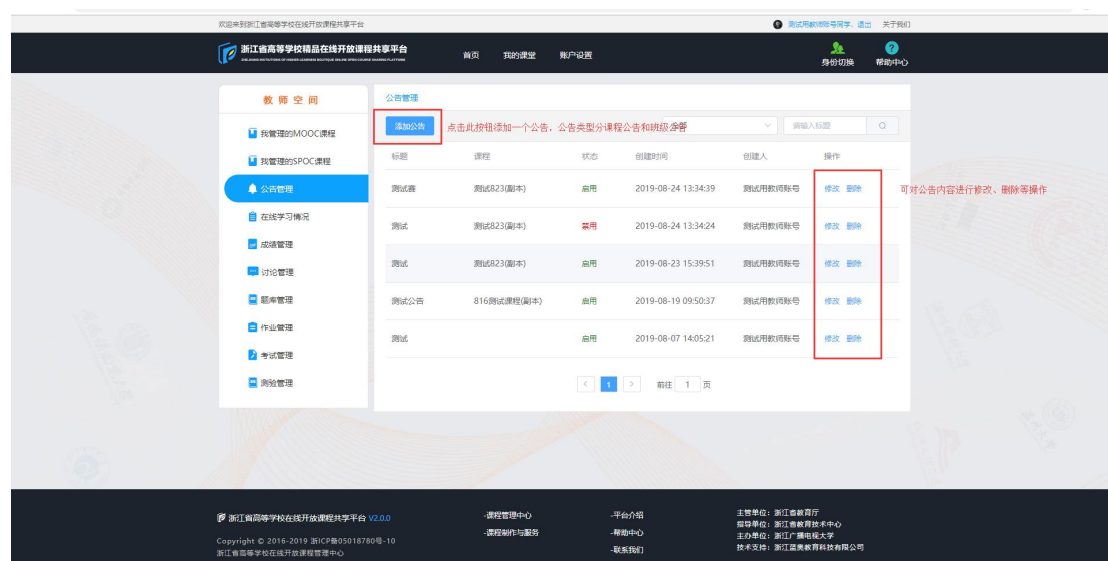 欢迎来到浙江省高等学校在线开放课程共享平台
测试用教师账号同学，退出 关于我们
浙江省高等学校精品在线开放课程共享平台
首页 我的课堂 账户设置
身份切换 帮助中心
教师空间
我管理的MOOC课程
我管理的SPOC课程
公告管理
在线学习情况
成绩管理
讨论管理
题库管理
作业管理
考试管理
测验管理
公告管理
添加公告 点击此按钮添加一个公告，公告类型分课程公告和班级公告 全部 请输入标题
标题 课程 状态 创建时间 创建人 操作
测试赛 测试823(副本) 启用 2019-08-24 13:34:39 测试用教师账号 修改 删除
可对公告内容进行修改、删除等操作
测试 测试823(副本) 禁用 2019-08-24 13:34:24 测试用教师账号 修改 删除
测试 测试823(副本) 启用 2019-08-23 15:39:51 测试用教师账号 修改 删除
测试公告 816测试课程(副本) 启用 2019-08-19 09:50:37 测试用教师账号 修改 删除
测试 启用 2019-08-07 14:05:21 测试用教师账号 修改 删除
< 1 > 前往 1 页
浙江省高等学校在线开放课程共享平台 V2.0.0
Copyright © 2016-2019 浙ICP备05018780号-10
浙江省高等学校在线开放课程管理中心
-课程管理中心
-课程制作与服务
-平台介绍
-帮助中心
-联系我们
主管单位：浙江省教育厅
指导单位：浙江省教育技术中心
主办单位：浙江广播电视大学
技术支持：浙江蓝奥教育科技有限公司